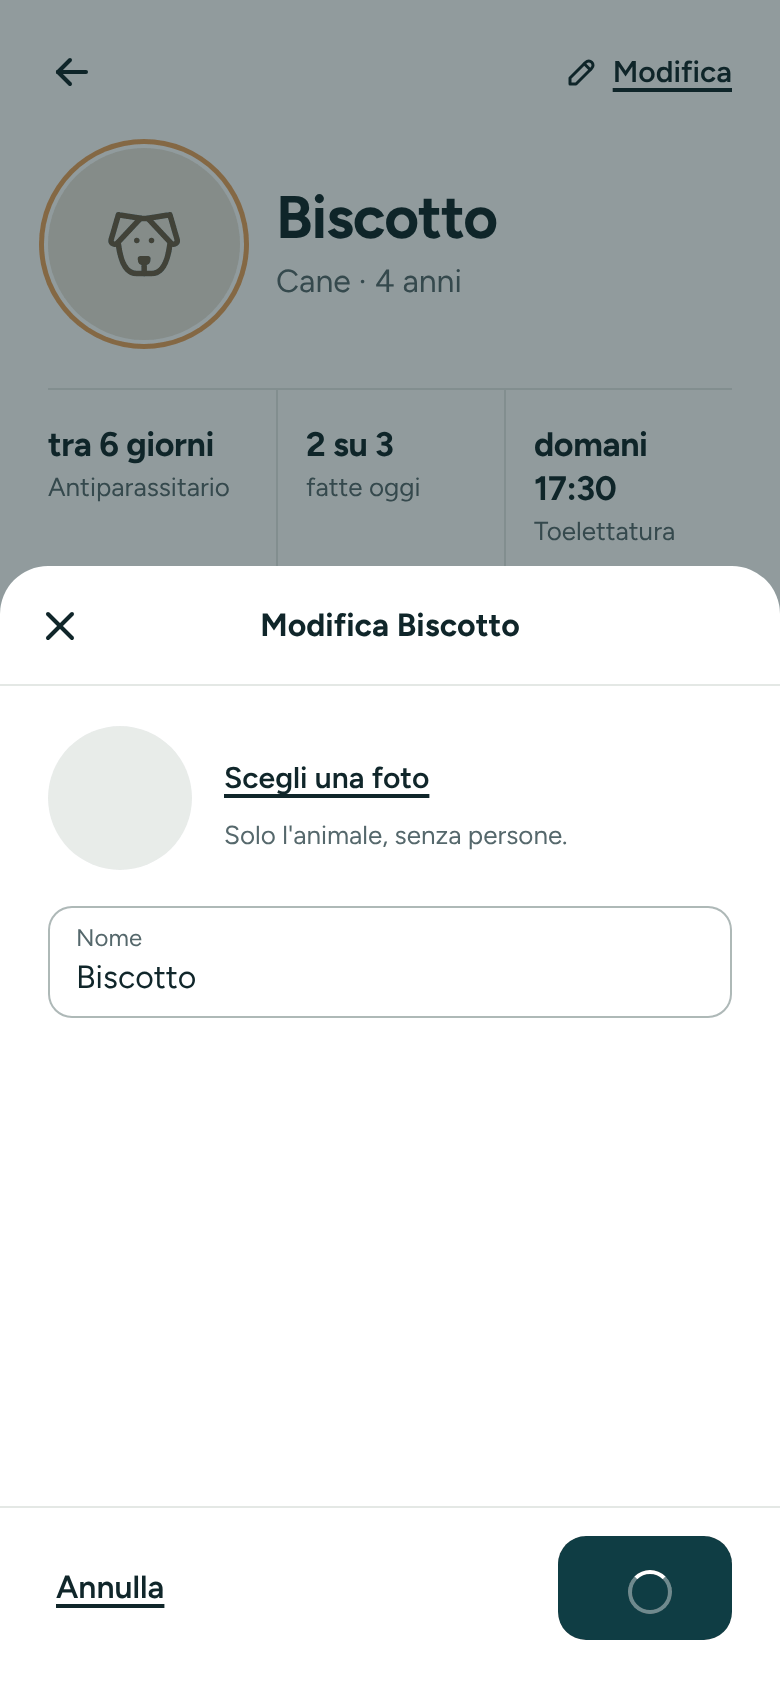 Modifica
Biscotto
Cane · 4 anni
tra 6 giorni
Antiparassitario
2 su 3
fatte oggi
domani
17:30
Toelettatura
Modifica Biscotto
Scegli una foto
Solo l'animale, senza persone.
Nome
Biscotto
Annulla